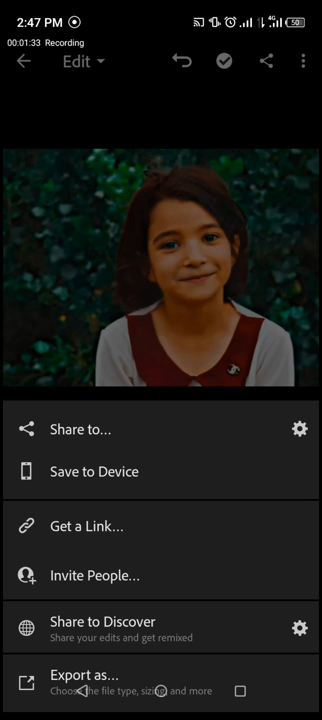 2:47 PM
4G
50
00:01:33 Recording
Edit
Share to...
Save to Device
Get a Link...
Invite People...
Share to Discover
Share your edits and get remixed
Export as...
Choose the file type, sizing and more